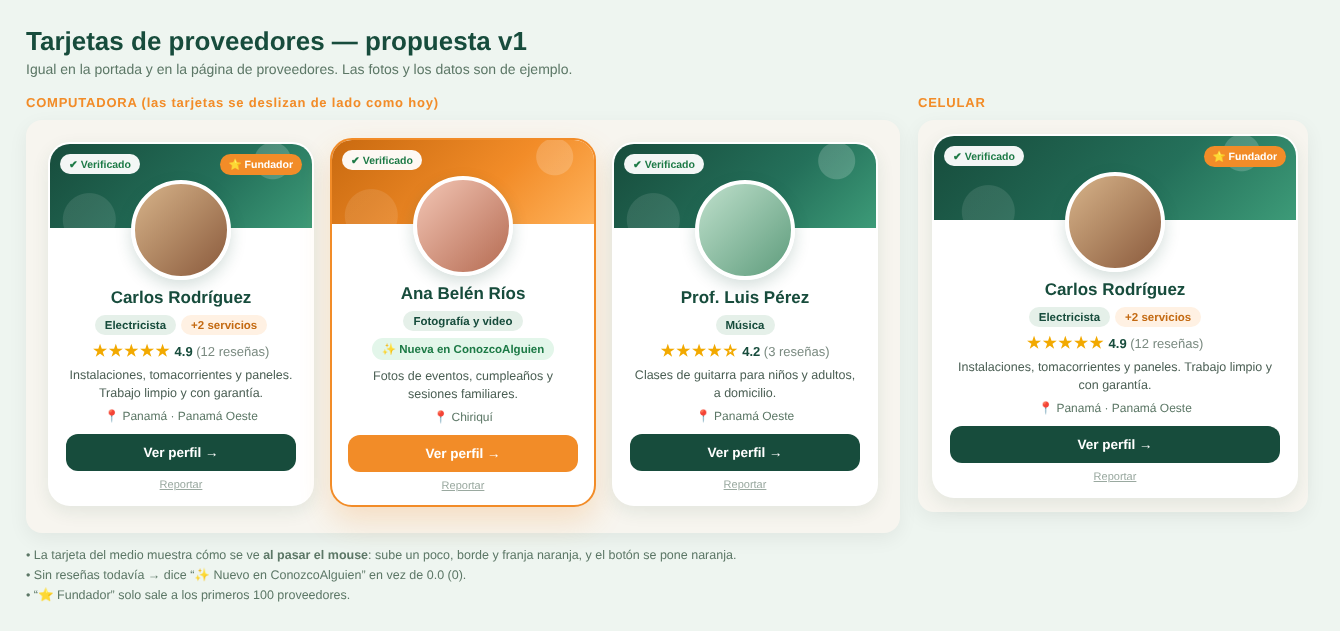 Tarjetas de proveedores — propuesta v1
Igual en la portada y en la página de proveedores. Las fotos y los datos son de ejemplo.
COMPUTADORA (las tarjetas se deslizan de lado como hoy)
✔ Verificado
⭐ Fundador
Carlos Rodríguez
Electricista
+2 servicios
★★★★★ 4.9 (12 reseñas)
Instalaciones, tomacorrientes y paneles.
Trabajo limpio y con garantía.
📍 Panamá · Panamá Oeste
Ver perfil →
Reportar
✔ Verificado
Ana Belén Ríos
Fotografía y video
✨ Nueva en ConozcoAlguien
Fotos de eventos, cumpleaños y
sesiones familiares.
📍 Chiriquí
Ver perfil →
Reportar
✔ Verificado
Prof. Luis Pérez
Música
★★★★⯪ 4.2 (3 reseñas)
Clases de guitarra para niños y adultos,
a domicilio.
📍 Panamá Oeste
Ver perfil →
Reportar
CELULAR
✔ Verificado
⭐ Fundador
Carlos Rodríguez
Electricista
+2 servicios
★★★★★ 4.9 (12 reseñas)
Instalaciones, tomacorrientes y paneles. Trabajo limpio y
con garantía.
📍 Panamá · Panamá Oeste
Ver perfil →
Reportar
• La tarjeta del medio muestra cómo se ve al pasar el mouse: sube un poco, borde y franja naranja, y el botón se pone naranja.
• Sin reseñas todavía → dice “✨ Nuevo en ConozcoAlguien” en vez de 0.0 (0).
• “⭐ Fundador” solo sale a los primeros 100 proveedores.